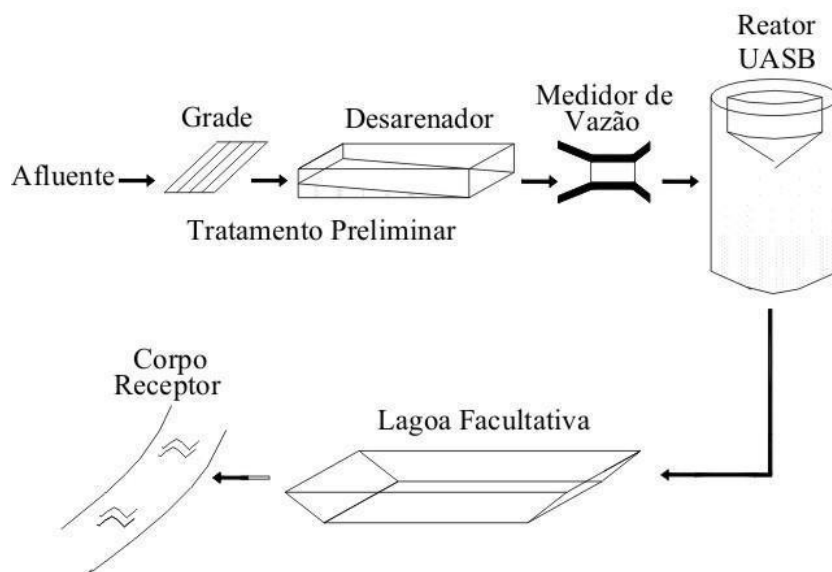 Reator
UASB
Medidor de
Vazão
Grade
Desarenador
Afluente
Tratamento Preliminar
Corpo
Receptor
Lagoa Facultativa